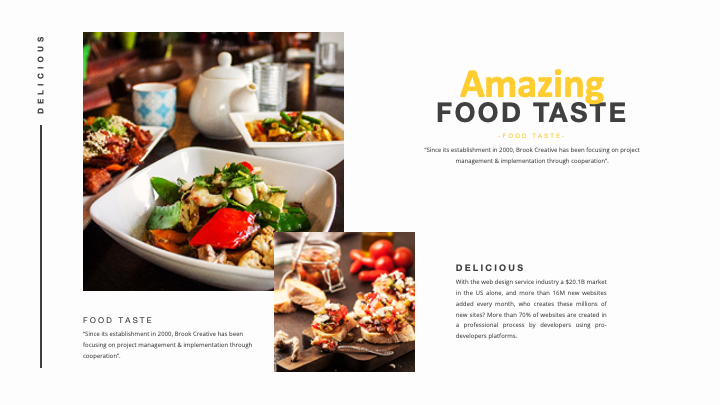 DELICIOUS
Amazing
FOOD TASTE
-FOOD TASTE-
"Since its establishment in 2000, Brook Creative has been focusing on project
management & implementation through cooperation".
DELICIOUS
With the web design service industry a $20.1B market
in the US alone, and more than 16M new websites
added every month, who creates these millions of
new sites? More than 70% of websites are created in
a professional process by developers using pro-
developers platforms.
FOOD TASTE
"Since its establishment in 2000, Brook Creative has been
focusing on project management & implementation through
cooperation".